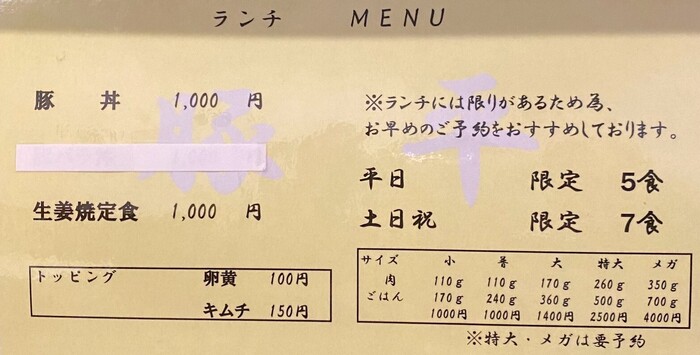 ランチ MENU
豚丼 1,000 円
生姜焼定食 1,000 円
トッピング 卵黄 100円
キムチ 150円
※ランチには限りがあるため為、
お早めのご予約をおすすめしております。
平日 限定 5食
土日祝 限定 7食
サイズ 小 普 大 特大 メガ
肉 110g 110g 170g 260g 350g
ごはん 170g 240g 360g 500g 700g
1000円 1000円 1400円 2500円 4000円
※特大・メガは要予約
豚平